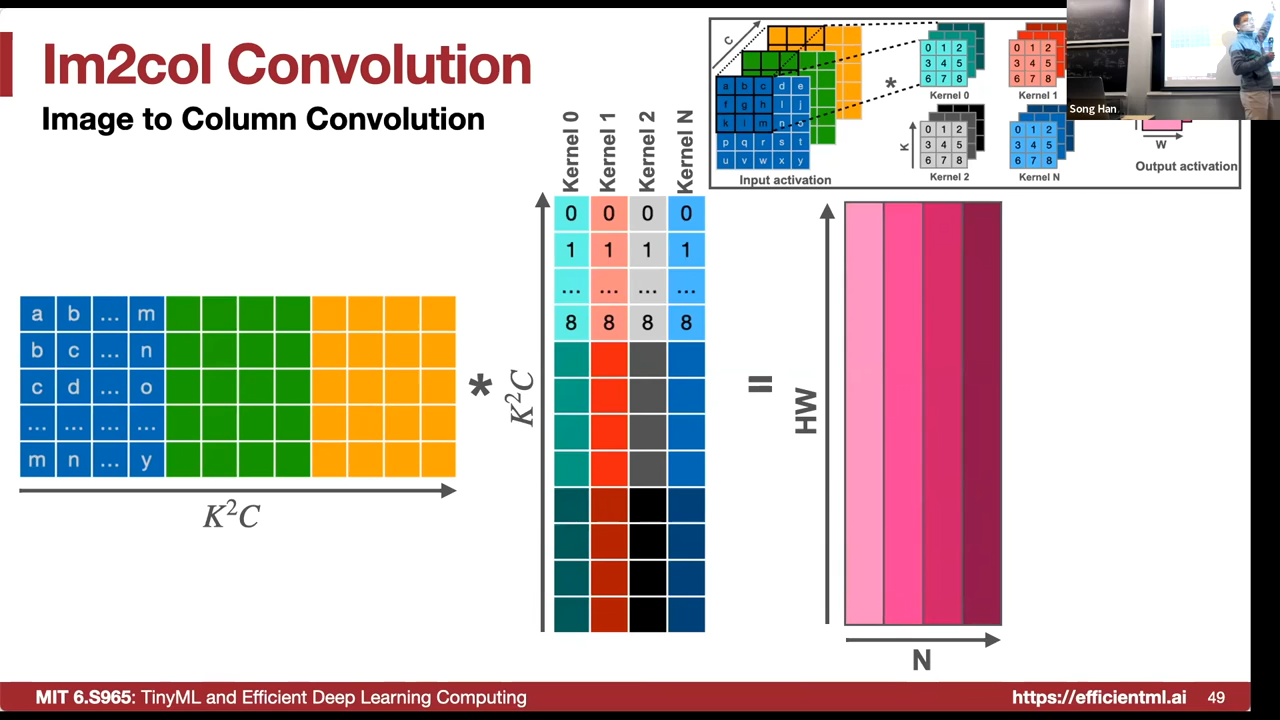 Im2col Convolution
Image to Column Convolution
C
a b c d e
f g h i j
k l m n o
p q r s t
u v w x y
Input activation
*
0 1 2
3 4 5
6 7 8
Kernel 0
0 1 2
3 4 5
6 7 8
Kernel 1
K
0 1 2
3 4 5
6 7 8
Kernel 2
0 1 2
3 4 5
6 7 8
Kernel N
W
Output activation
Song Han
Kernel 0
Kernel 1
Kernel 2
Kernel N
a b ... m
b c ... n
c d ... o
... ... ... ...
m n ... y
K²C
*
K²C
0 0 0 0
1 1 1 1
... ... ... ...
8 8 8 8
=
HW
N
MIT 6.S965: TinyML and Efficient Deep Learning Computing
https://efficientml.ai
49